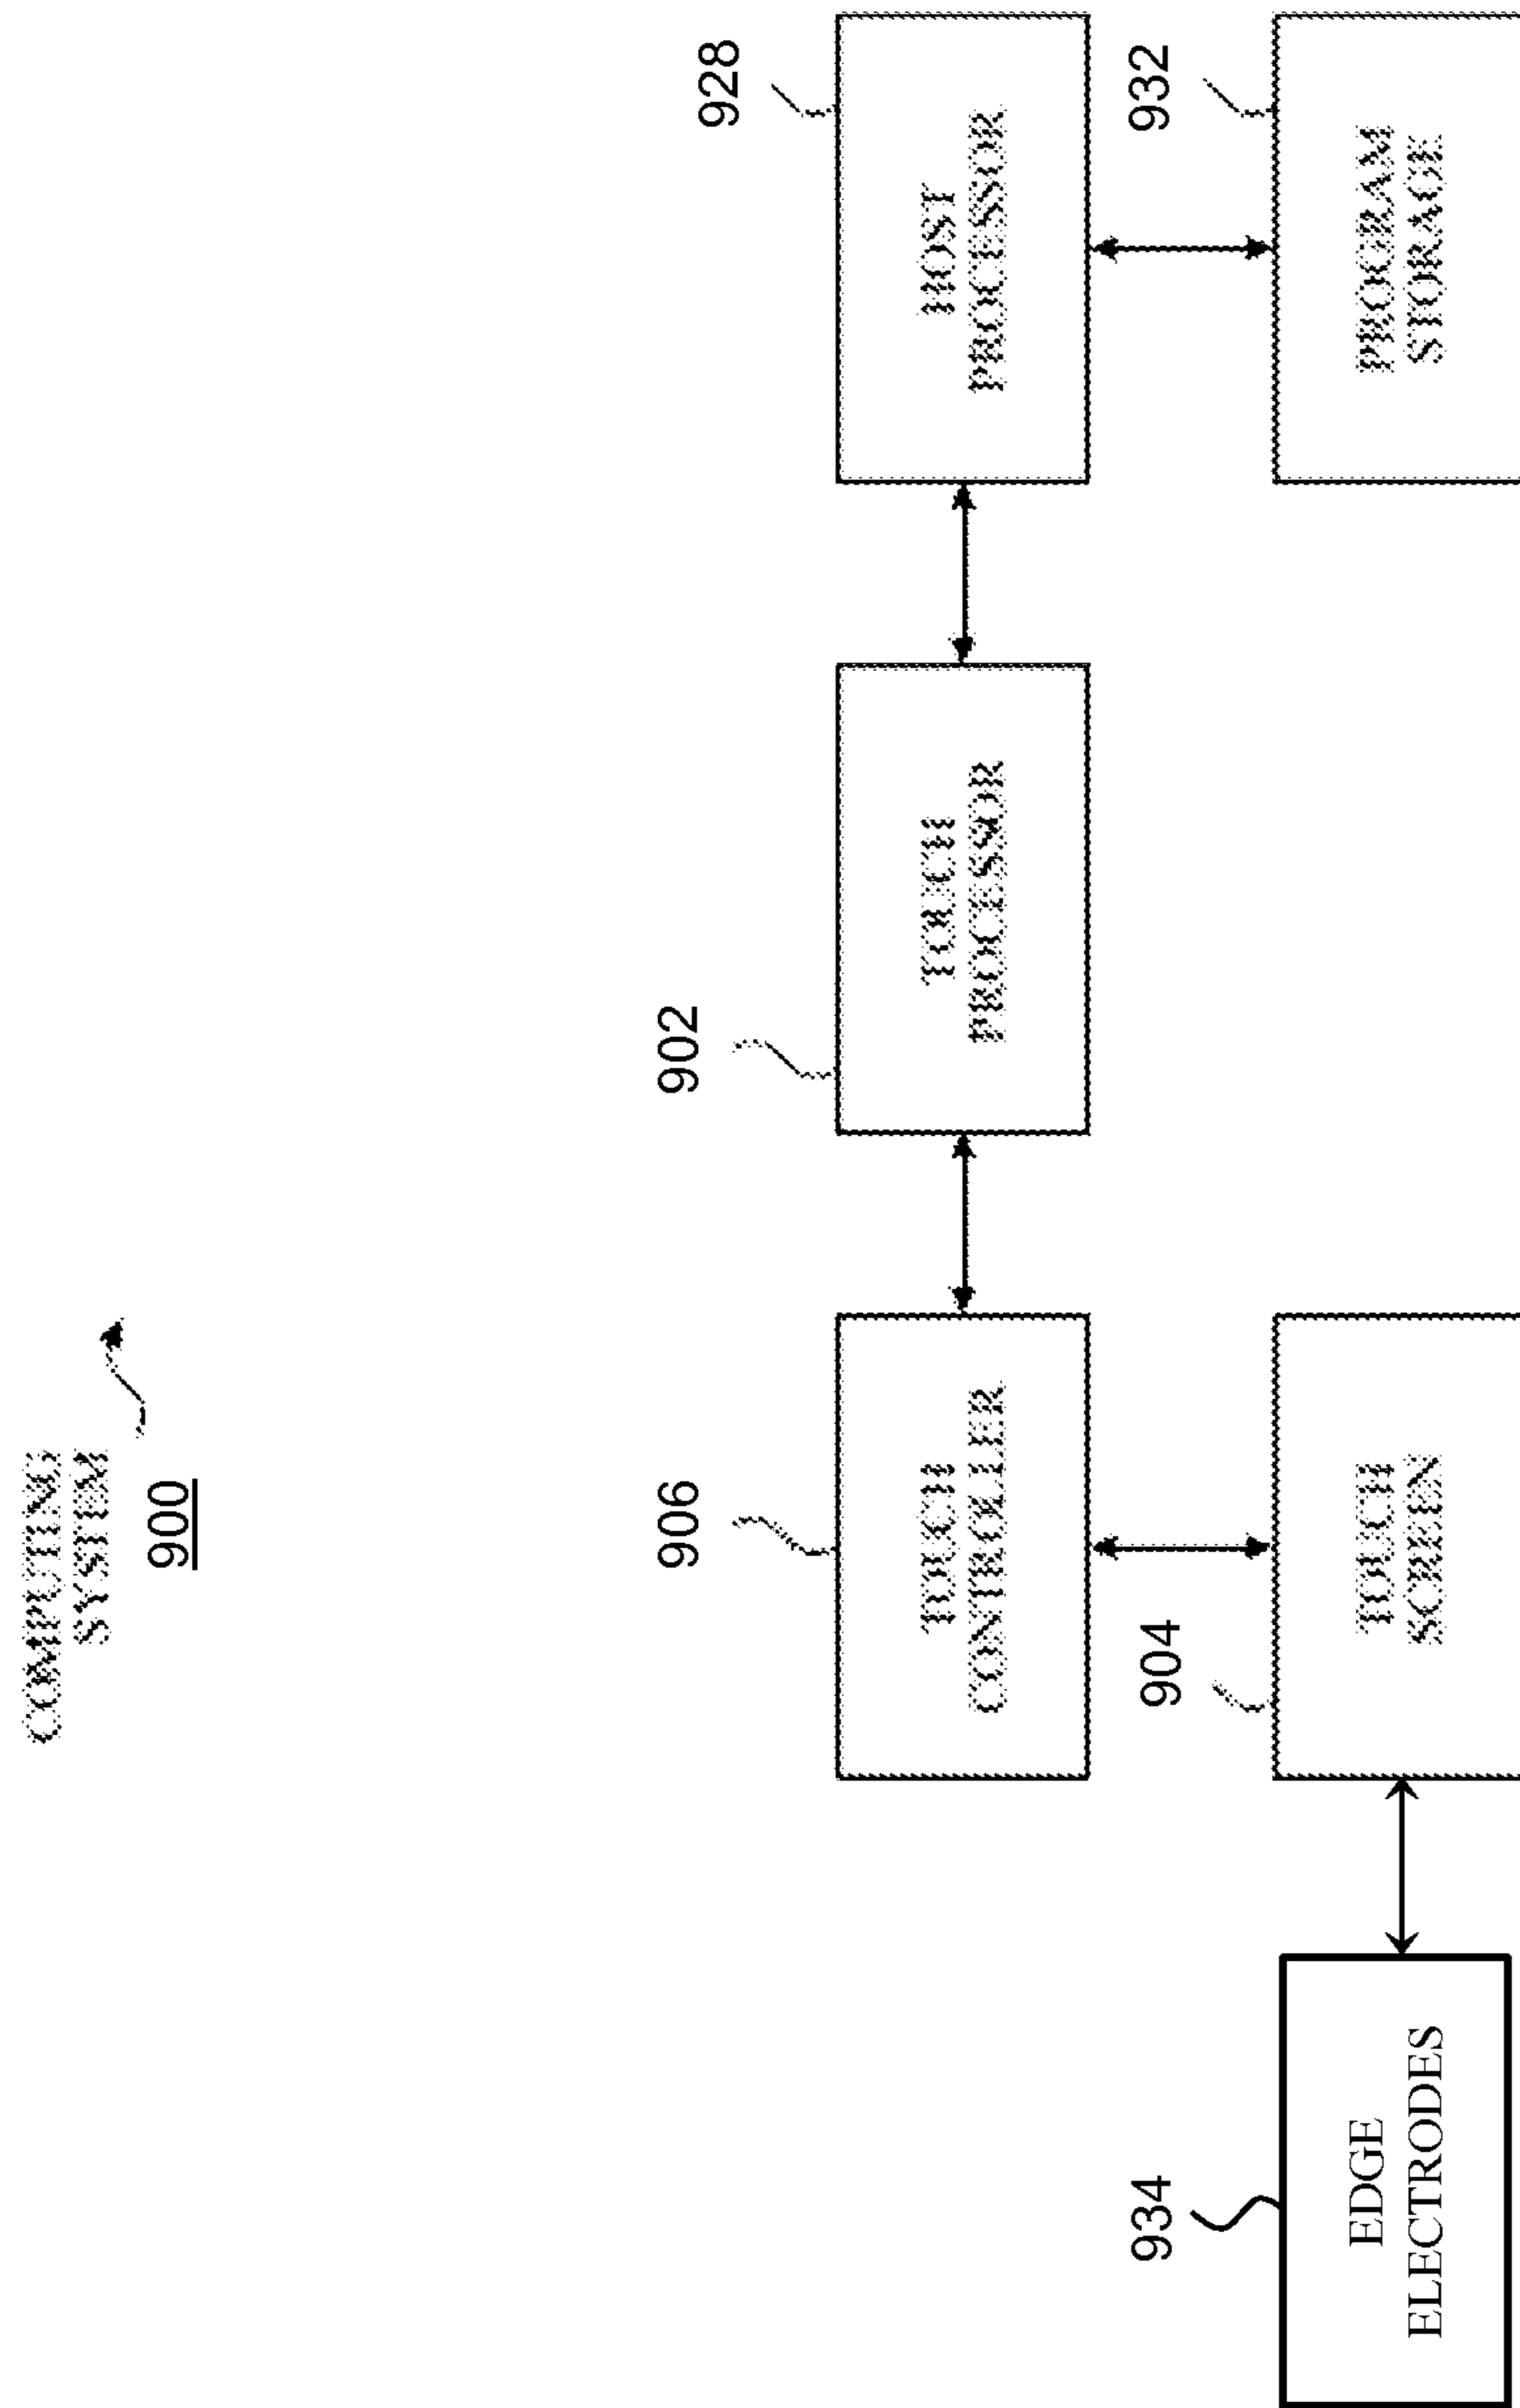 COMPUTING
SYSTEM
900
906
TOUCH
CONTROLLER
902
TOUCH
PROCESSOR
928
HOST
PROCESSOR
934
EDGE
ELECTRODES
904
TOUCH
SCREEN
932
PROGRAM
STORAGE